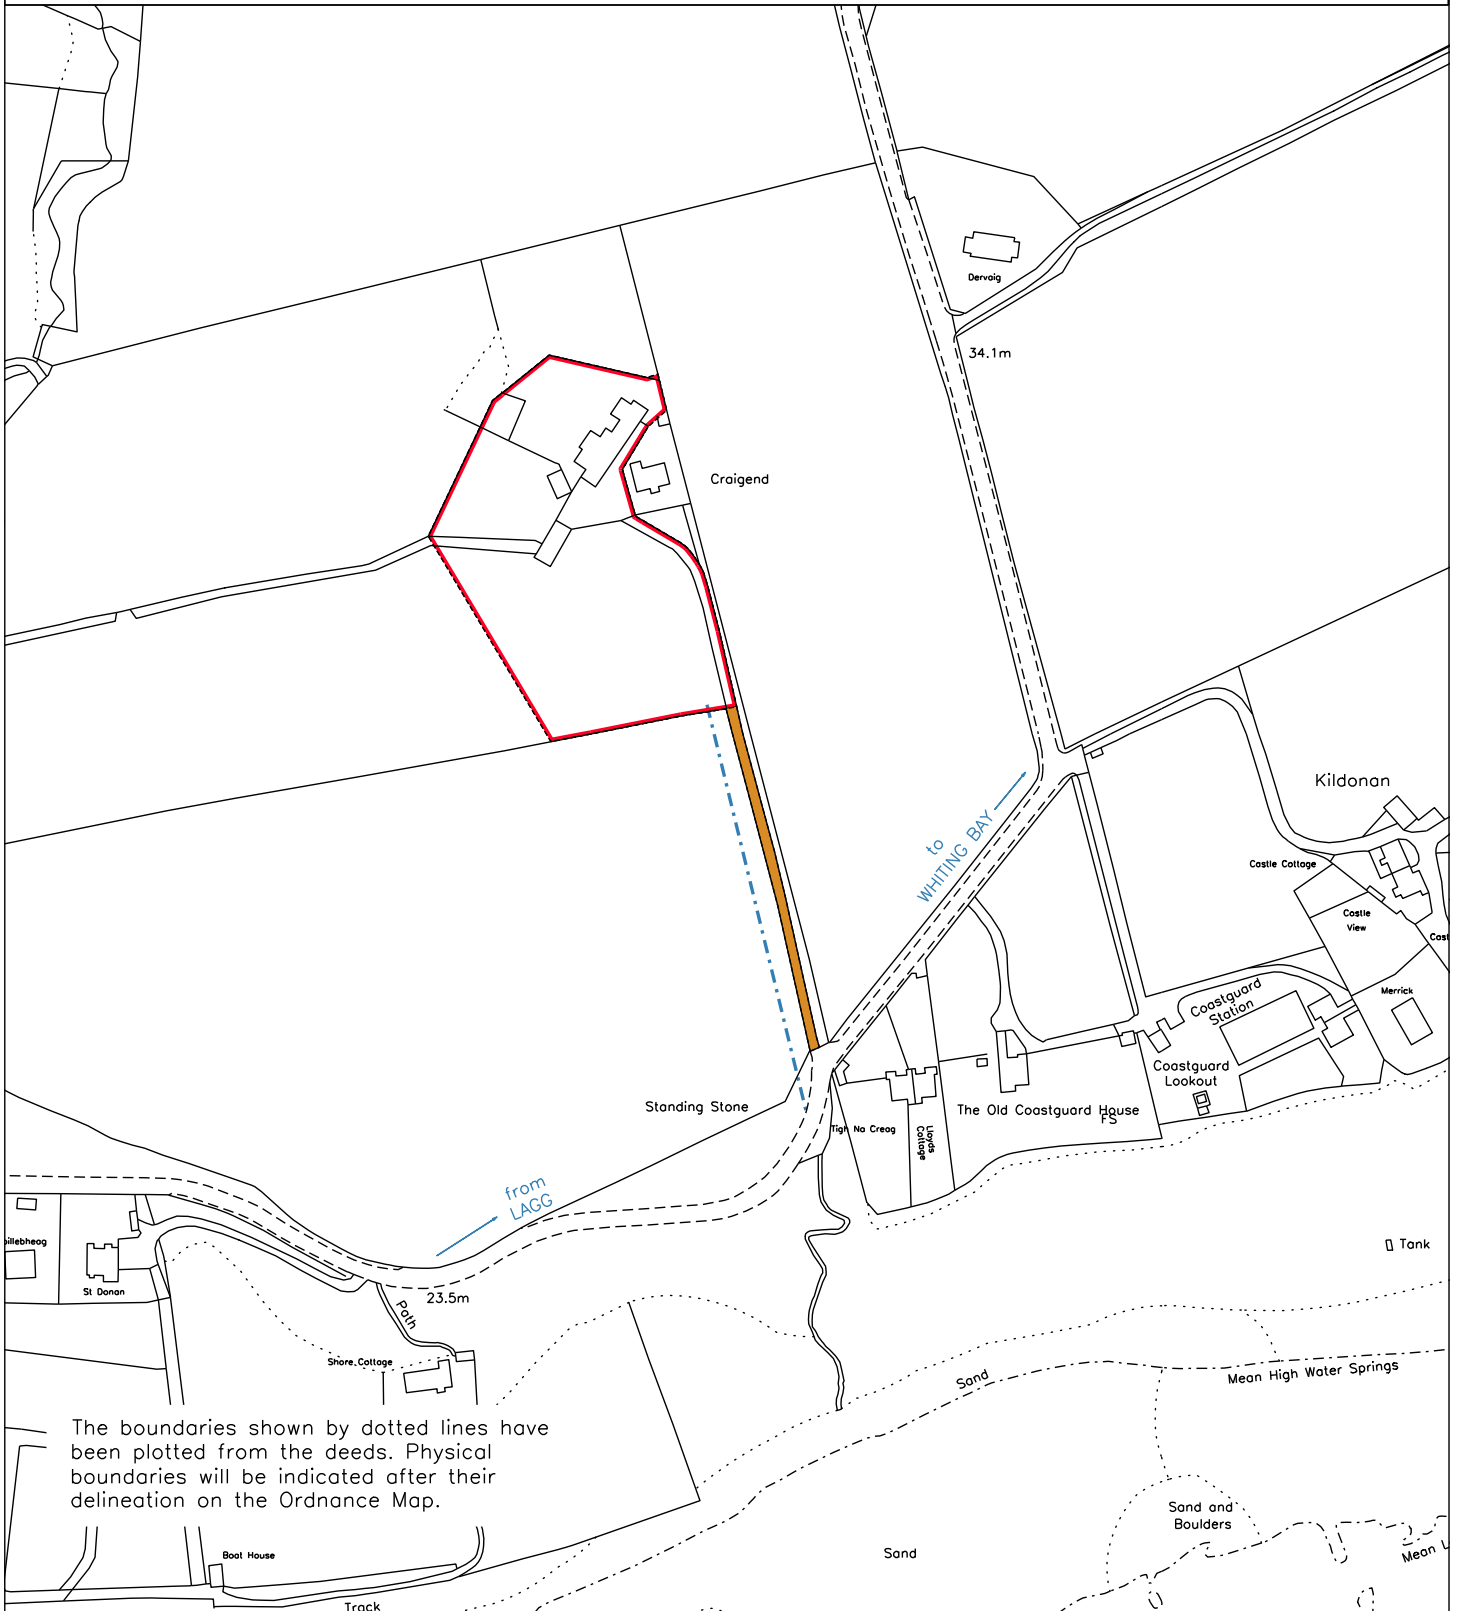 Dervaig
34.1m
Craigend
Kildonan
to
WHITING BAY
Castle Cottage
Castle
View
Cast
Merrick
Coastguard
Station
Coastguard
Lookout
Standing Stone
The Old Coastguard House
FS
Tigh Na Creag
Lloyds
Cottage
from
LAGG
oillebheag
St Donan
23.5m
Path
Tank
Shore Cottage
Sand
Mean High Water Springs
The boundaries shown by dotted lines have
been plotted from the deeds. Physical
boundaries will be indicated after their
delineation on the Ordnance Map.
Sand and
Boulders
Boat House
Sand
Mean L
Track